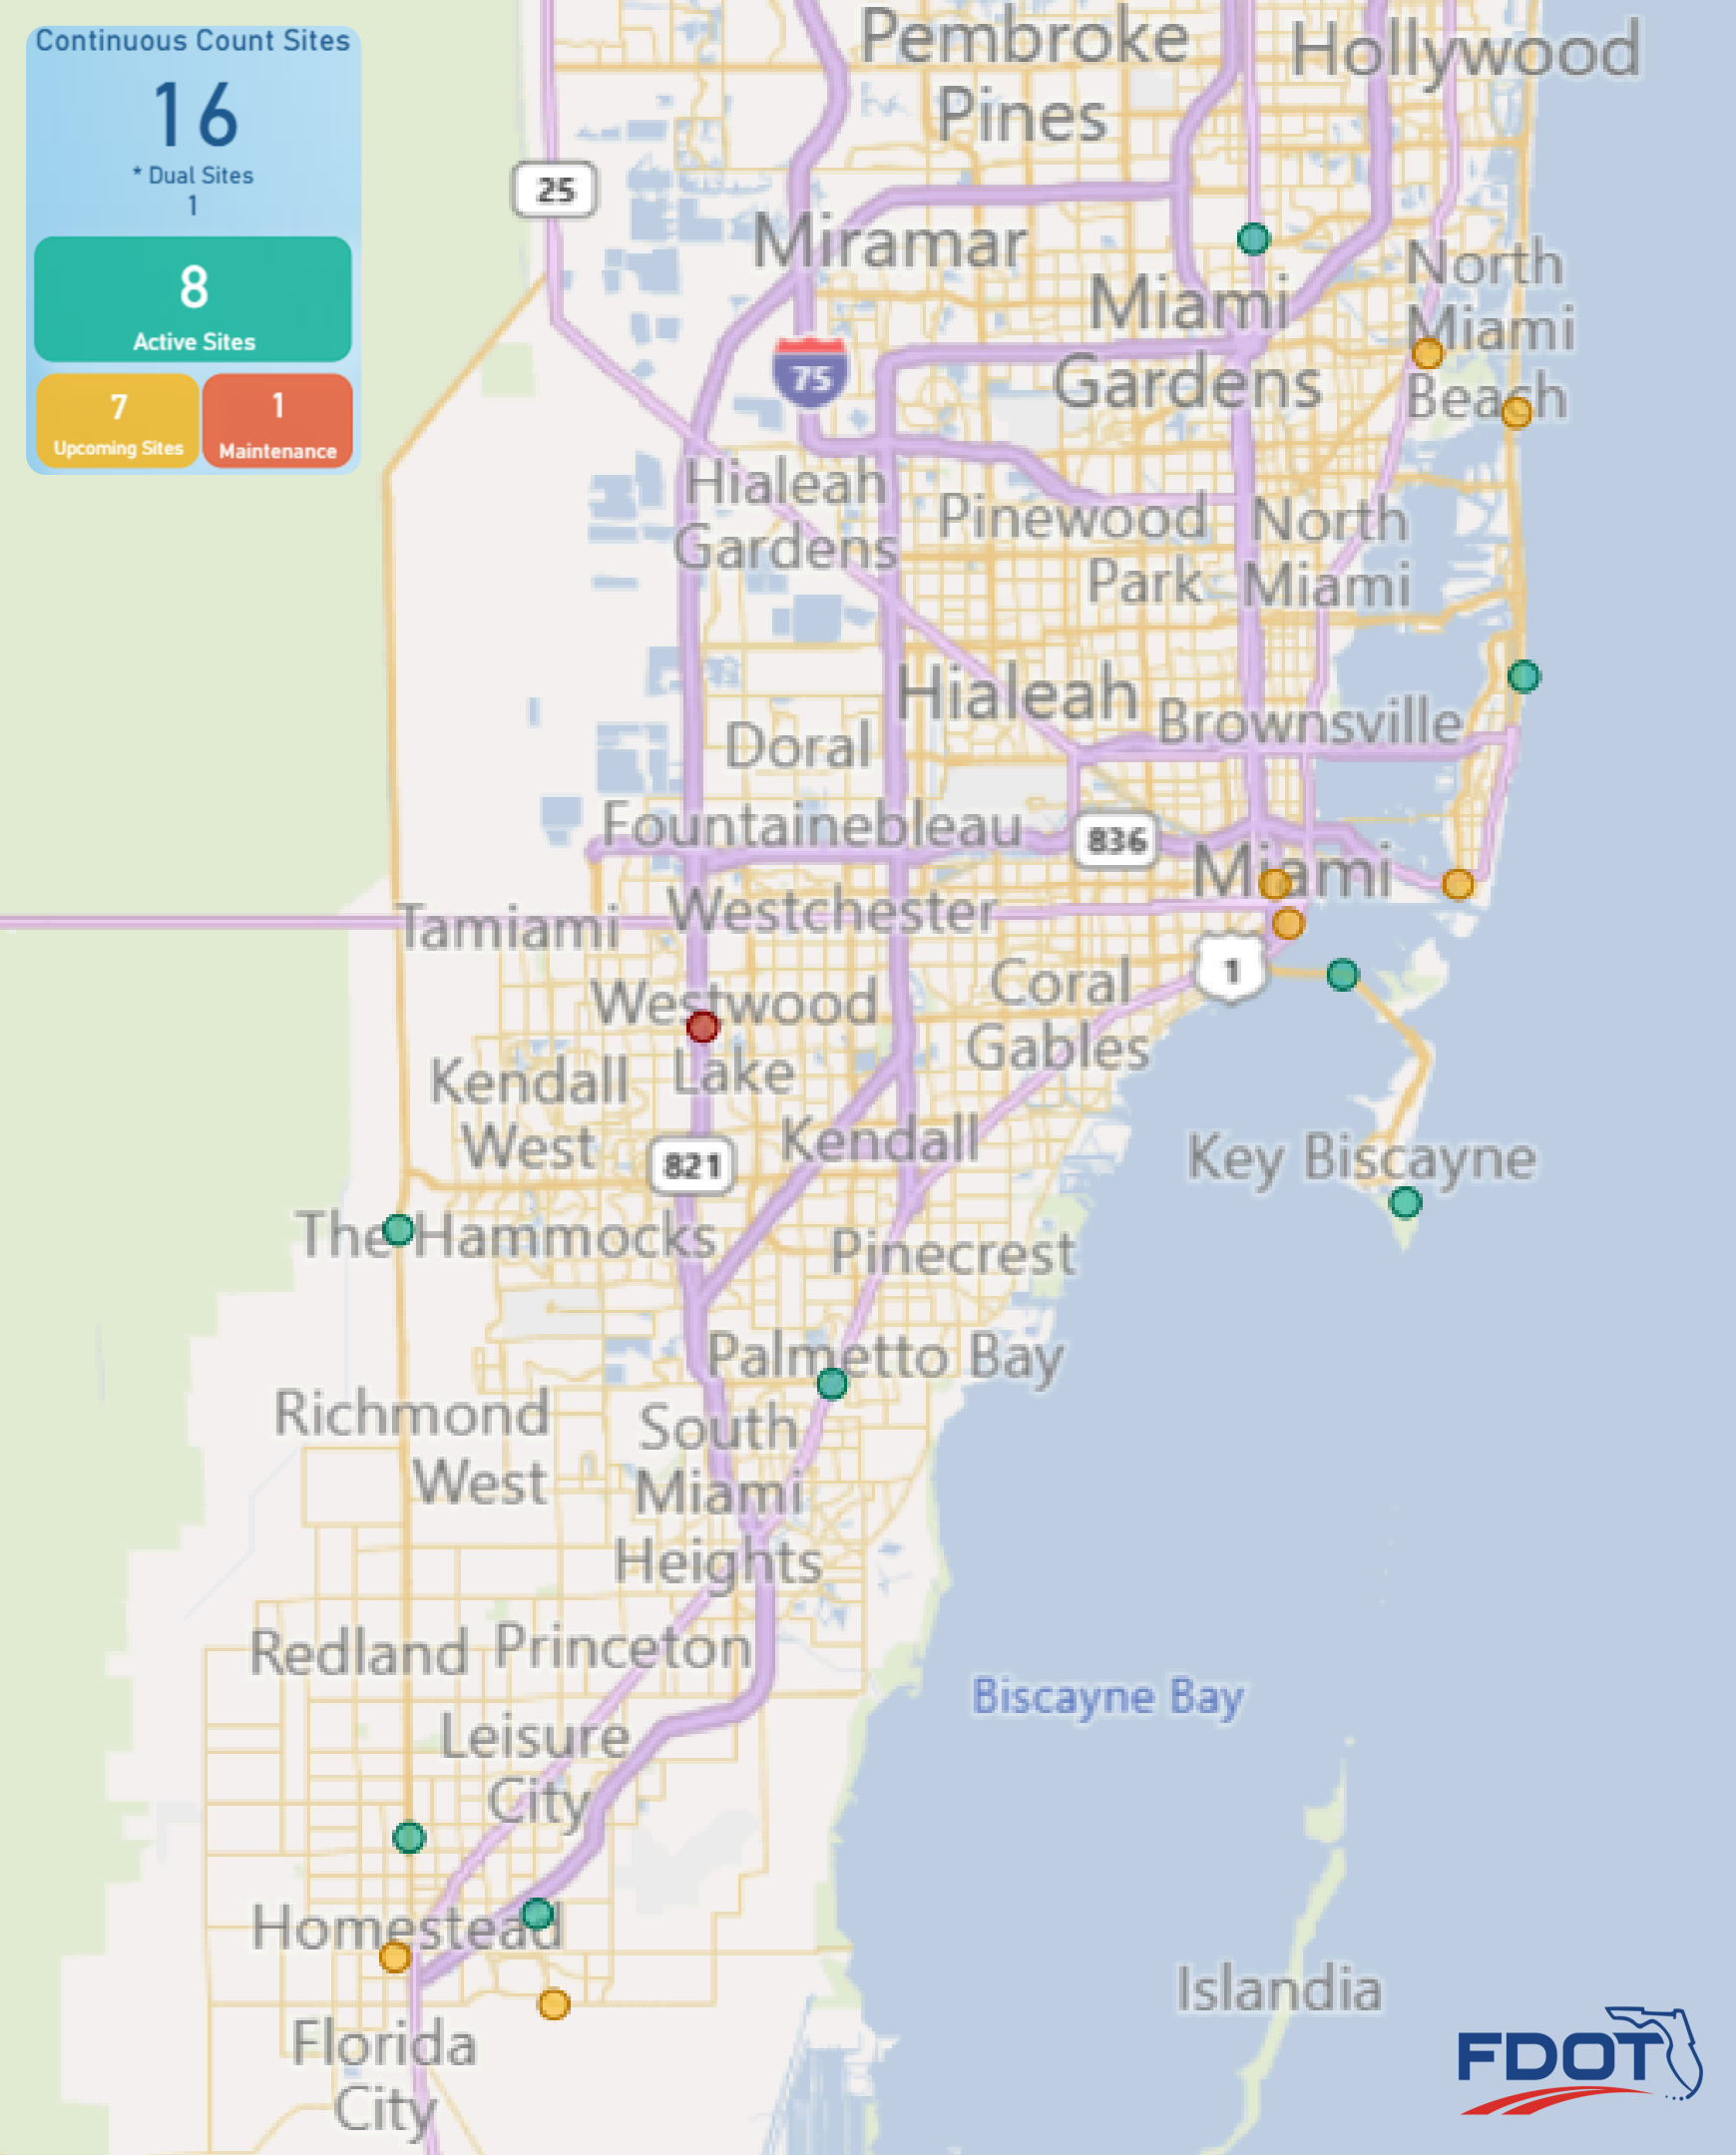 Continuous Count Sites
16
* Dual Sites
1
8
Active Sites
7
Upcoming Sites
1
Maintenance
Pembroke
Pines
Hollywood
25
Miramar
North
Miami
Beach
Miami
Gardens
75
Hialeah
Gardens
Pinewood
Park
North
Miami
Hialeah
Brownsville
Doral
Fountainebleau
836
Miami
Tamiami
Westchester
1
Coral
Gables
Westwood
Lake
Kendall
West
Kendall
821
Key Biscayne
The Hammocks
Pinecrest
Palmetto Bay
Richmond
West
South
Miami
Heights
Redland
Princeton
Biscayne Bay
Leisure
City
Homestead
Islandia
Florida
City
FDOT